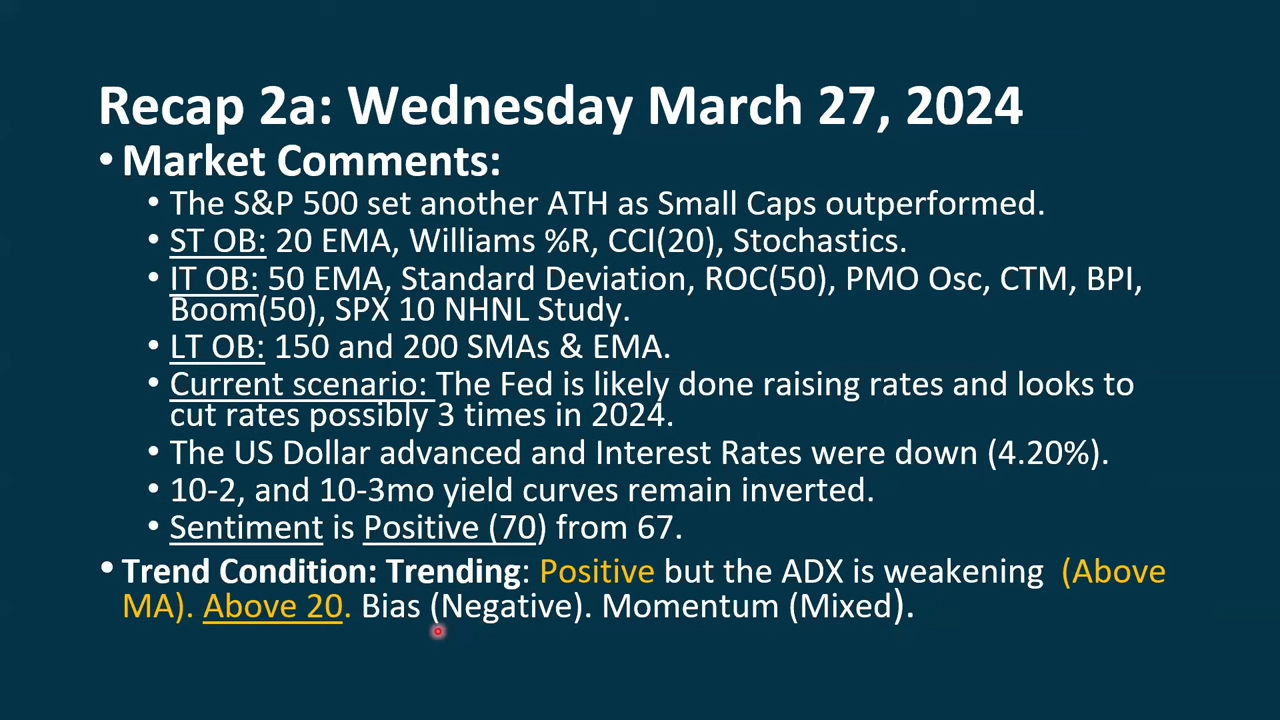 Recap 2a: Wednesday March 27, 2024
• Market Comments:
• The S&P 500 set another ATH as Small Caps outperformed.
• ST OB: 20 EMA, Williams %R, CCI(20), Stochastics.
• IT OB: 50 EMA, Standard Deviation, ROC(50), PMO Osc, CTM, BPI,
Boom(50), SPX 10 NHNL Study.
• LT OB: 150 and 200 SMAs & EMA.
• Current scenario: The Fed is likely done raising rates and looks to
cut rates possibly 3 times in 2024.
• The US Dollar advanced and Interest Rates were down (4.20%).
• 10-2, and 10-3mo yield curves remain inverted.
• Sentiment is Positive (70) from 67.
• Trend Condition: Trending: Positive but the ADX is weakening (Above
MA). Above 20. Bias (Negative). Momentum (Mixed).